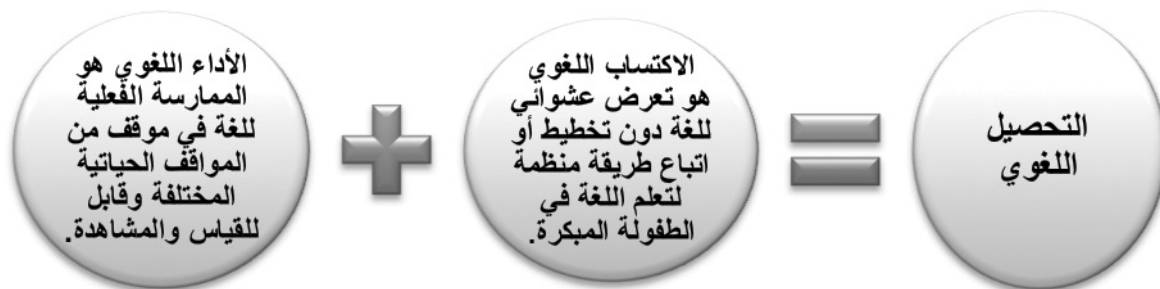 التحصيل
اللغوي
الاكتساب اللغوي
هو تعرض عشوائي
للغة دون تخطيط أو
اتباع طريقة منظمة
لتعلم اللغة في
الطفولة المبكرة.
الأداء اللغوي هو
الممارسة الفعلية
للغة في موقف من
المواقف الحياتية
المختلفة وقابل
للقياس والمشاهدة.